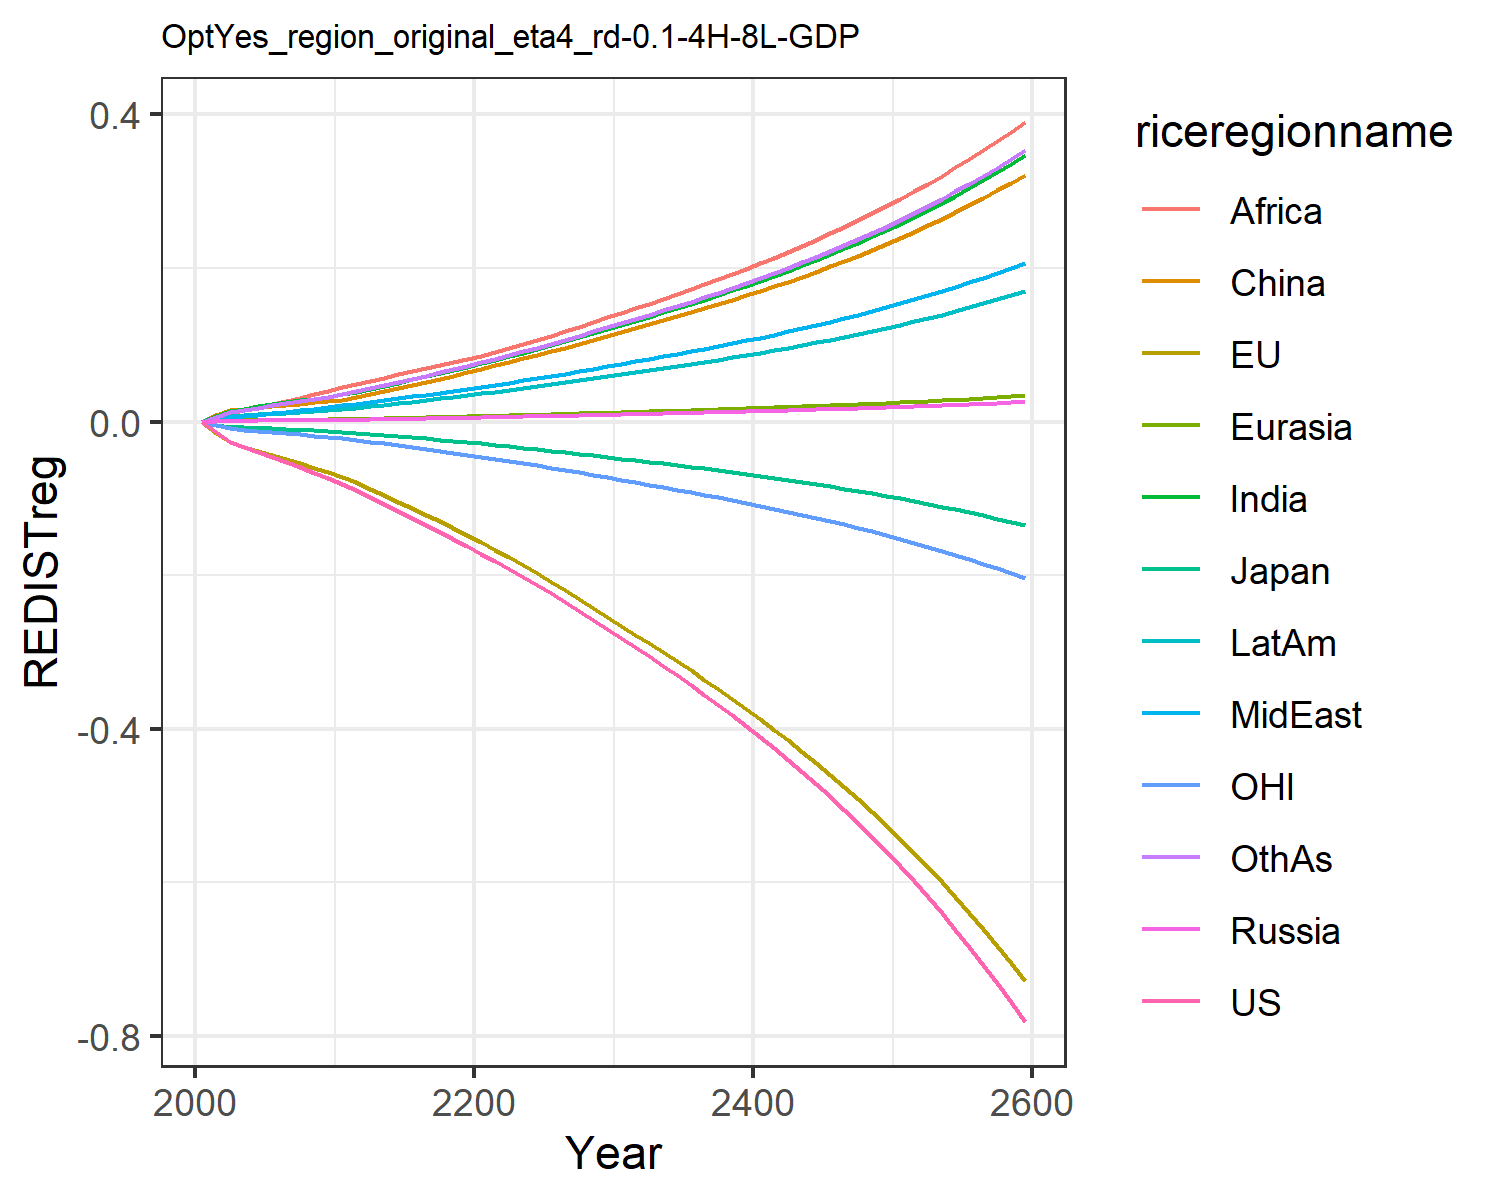 OptYes_region_original_eta4_rd-0.1-4H-8L-GDP
0.4
0.0
-0.4
-0.8
REDISTreg
2000 2200 2400 2600
Year
riceregionname
Africa
China
EU
Eurasia
India
Japan
LatAm
MidEast
OHI
OthAs
Russia
US